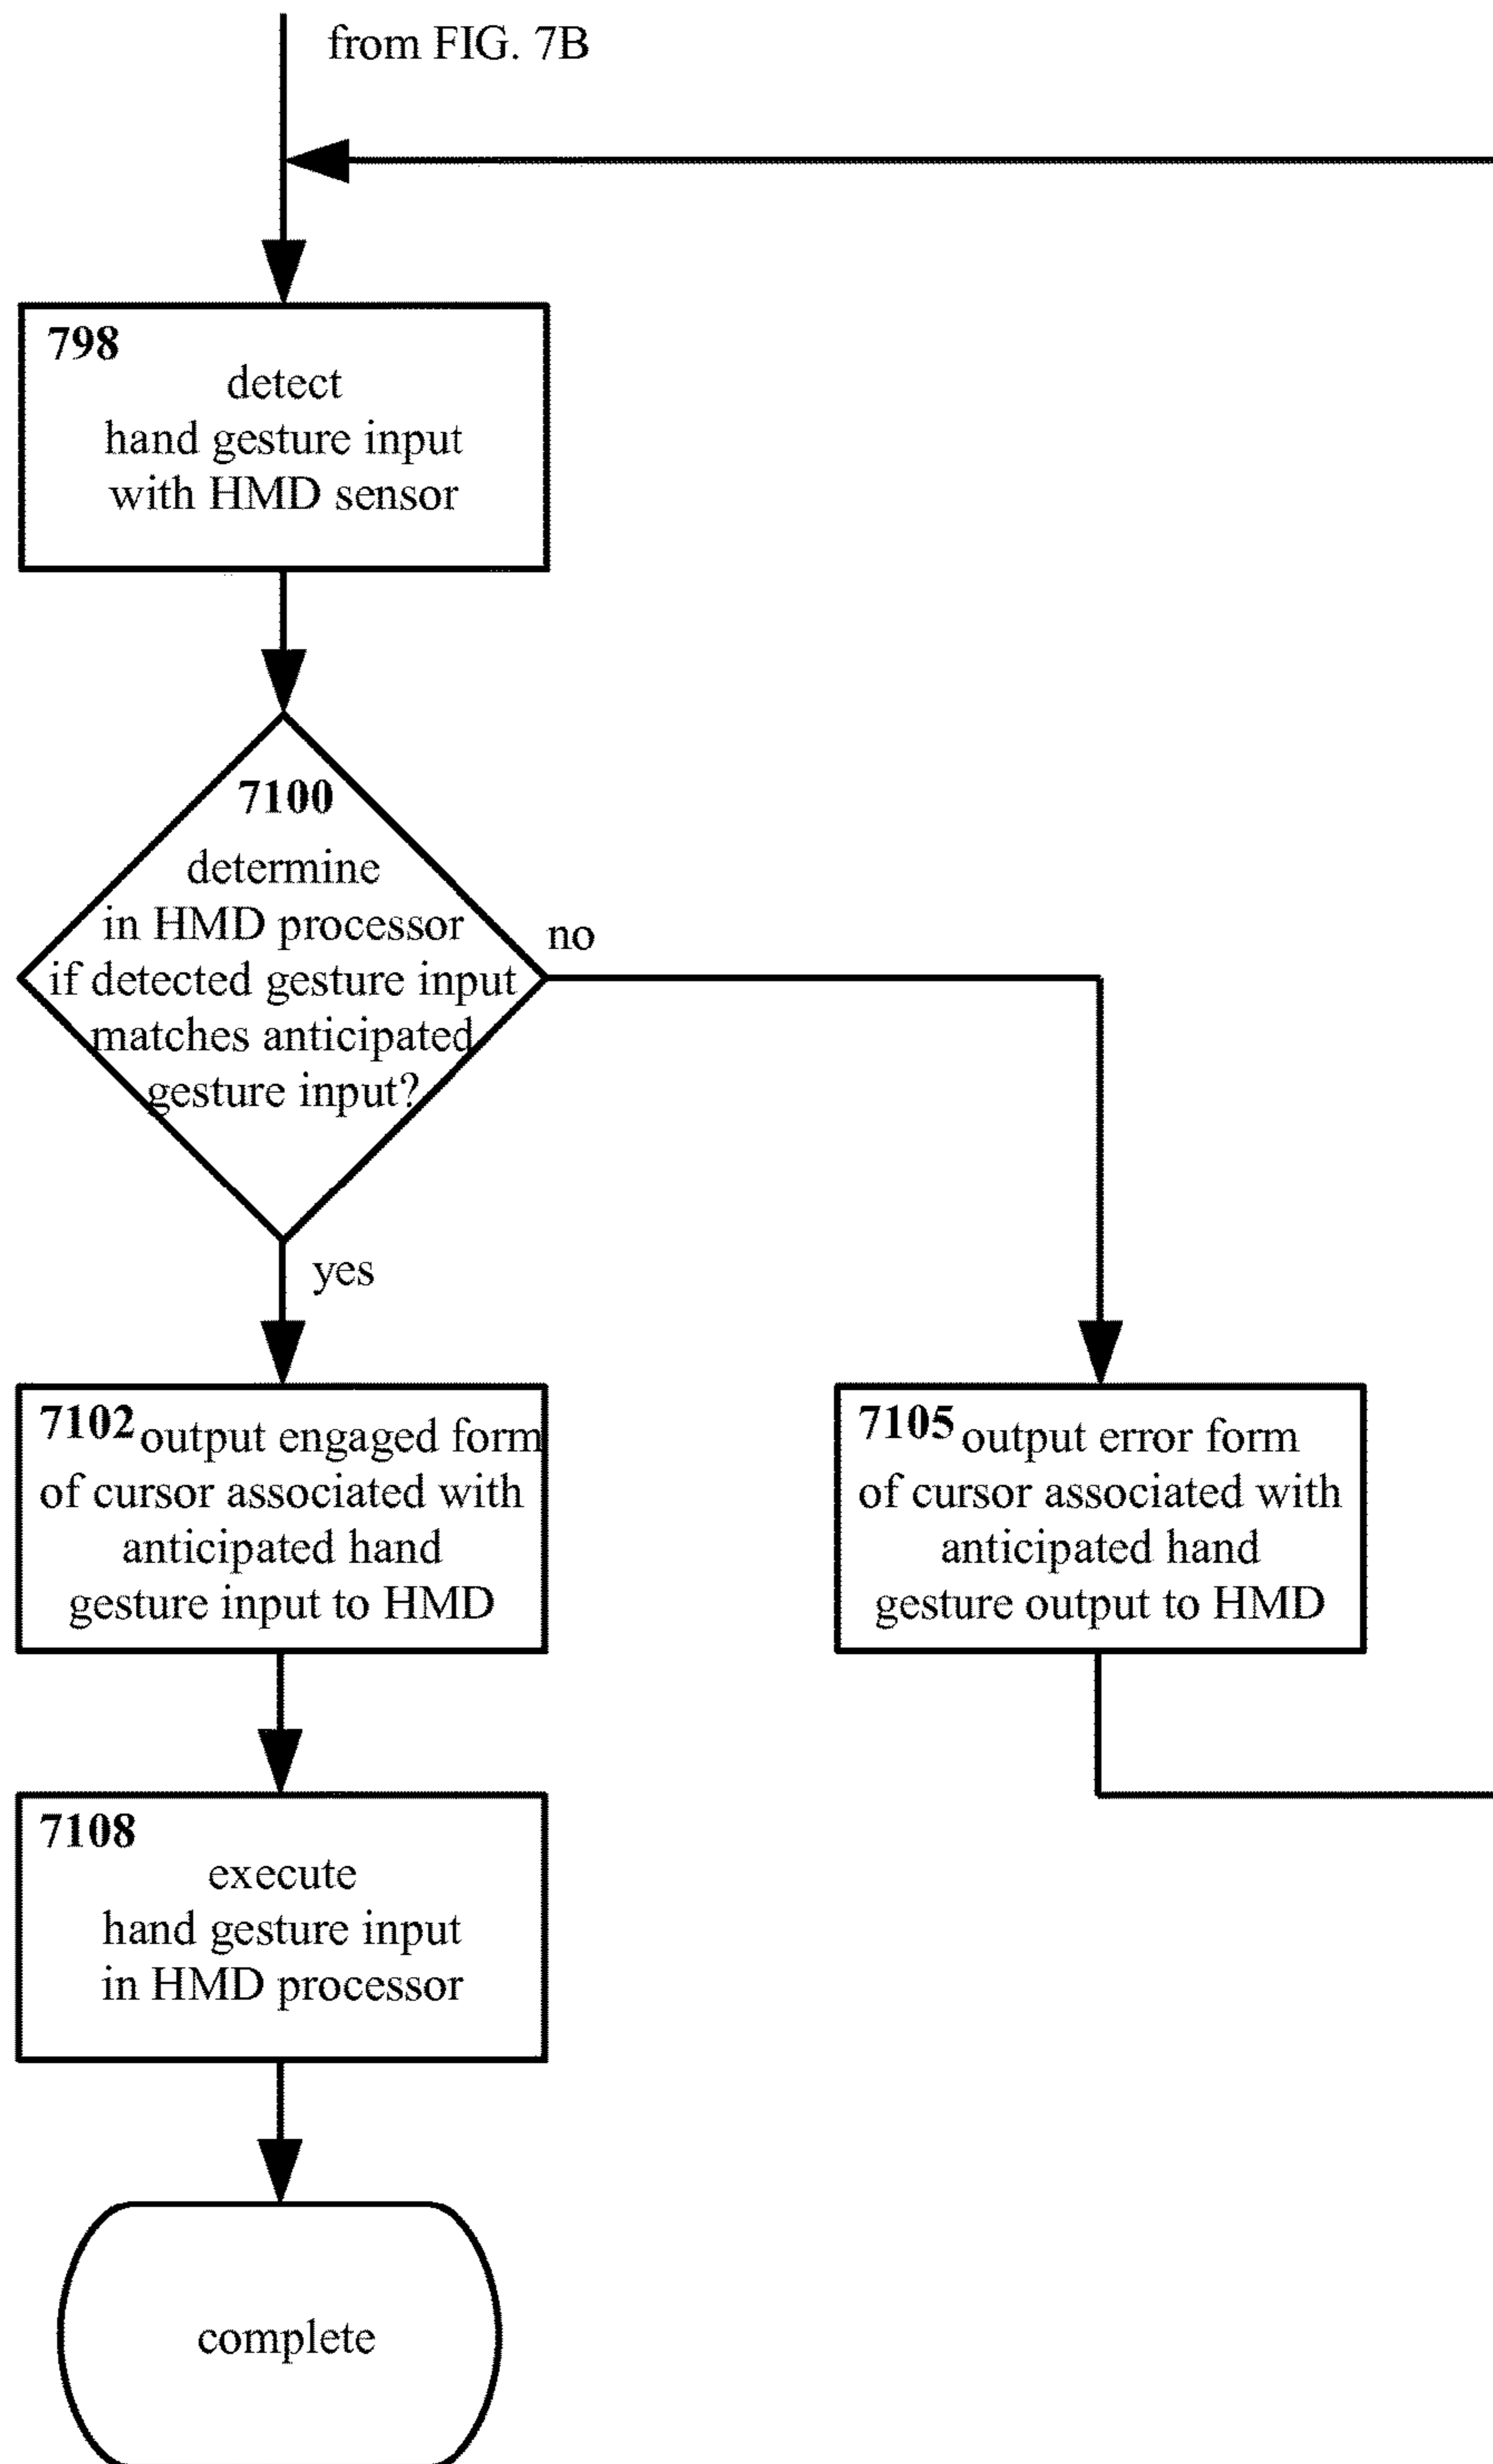 from FIG. 7B
798
detect
hand gesture input
with HMD sensor
7100
determine
in HMD processor
if detected gesture input
matches anticipated
gesture input?
no
yes
7102 output engaged form
of cursor associated with
anticipated hand
gesture input to HMD
7105 output error form
of cursor associated with
anticipated hand
gesture output to HMD
7108
execute
hand gesture input
in HMD processor
complete